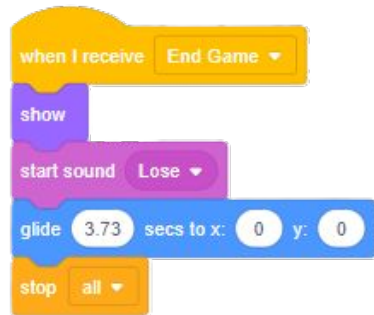 when I receive End Game
show
start sound Lose
glide 3.73 secs to x: 0 y: 0
stop all